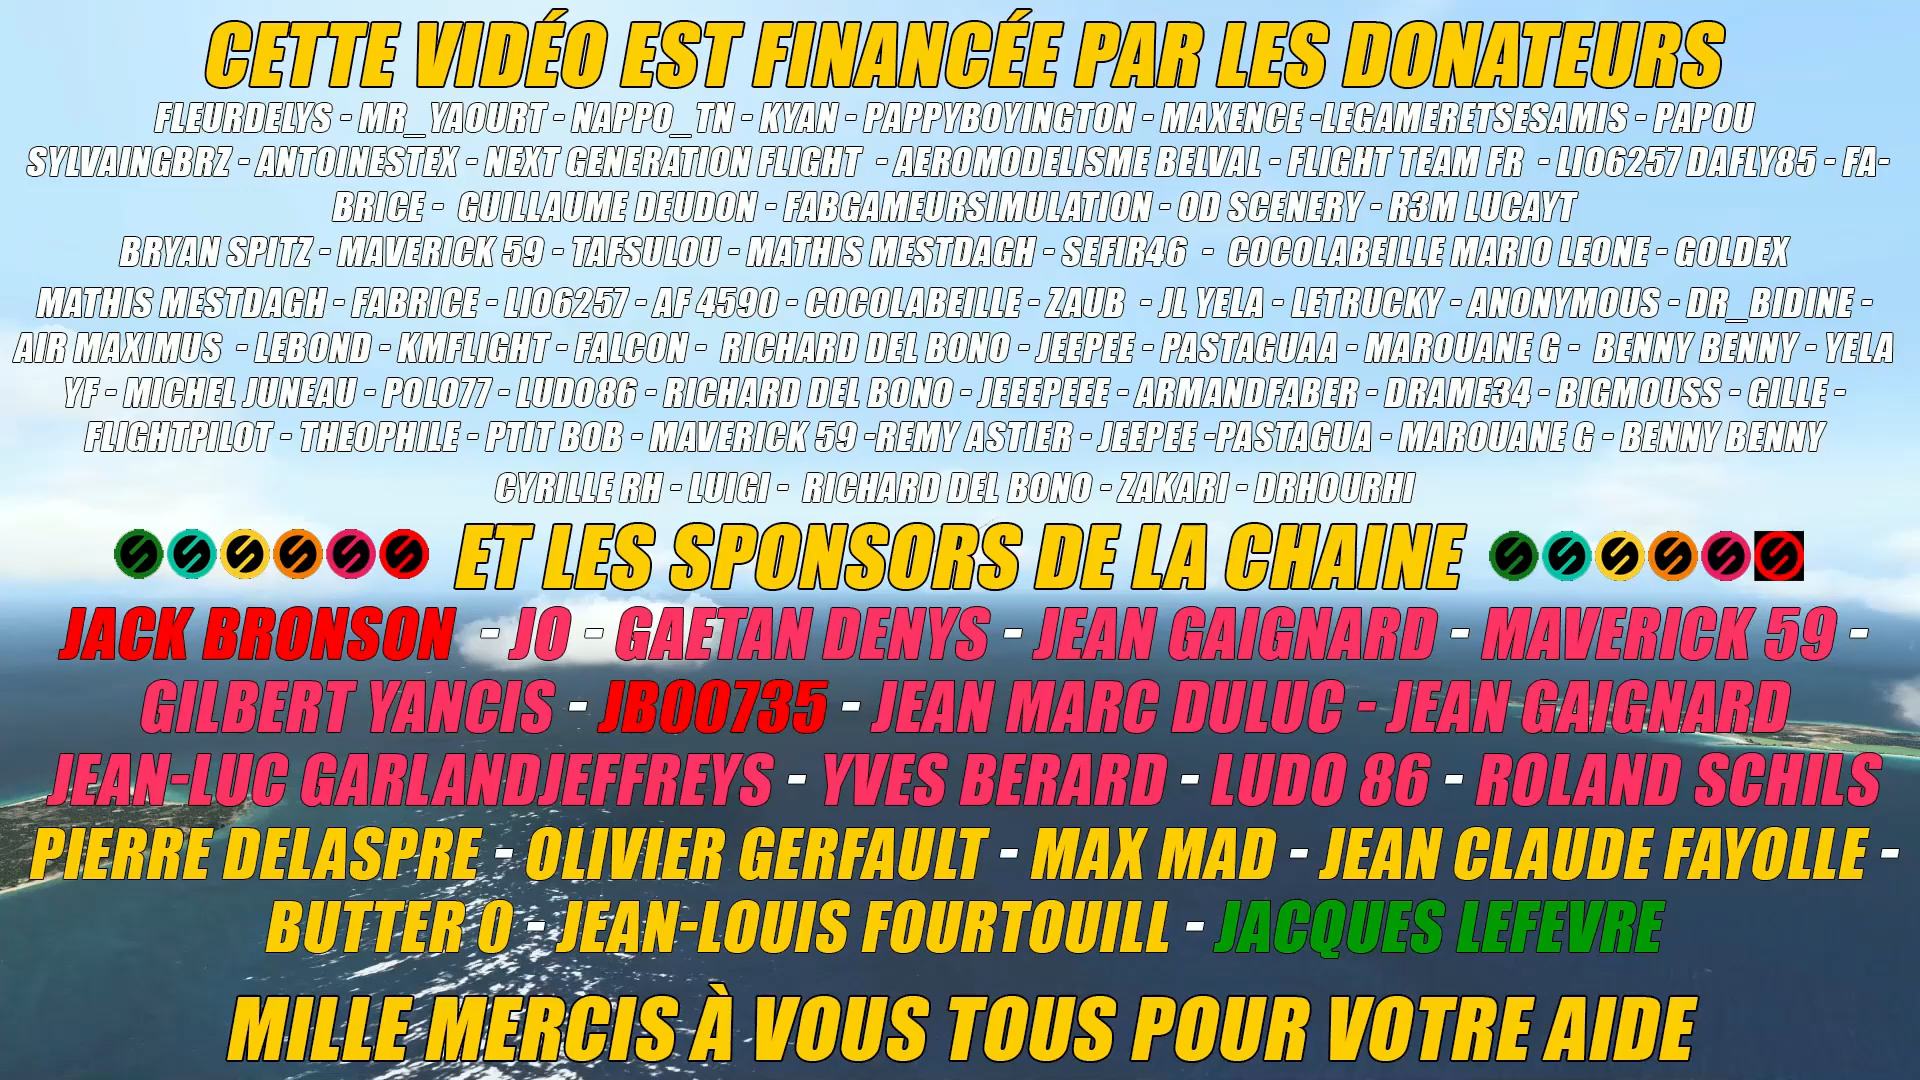 CETTE VIDÉO EST FINANCÉE PAR LES DONATEURS
FLEURDELYS - MR_YAOURT - NAPPO_TN - KYAN - PAPPYBOYINGTON - MAXENCE -LEGAMERETSESAMIS - PAPOU
SYLVAINGBRZ - ANTOINESTEX - NEXT GENERATION FLIGHT - AEROMODELISME BELVAL - FLIGHT TEAM FR - LIO6257 DAFLY85 - FA-
BRICE - GUILLAUME DEUDON - FABGAMEURSIMULATION - OD SCENERY - R3M LUCAYT
BRYAN SPITZ - MAVERICK 59 - TAFSULOU - MATHIS MESTDAGH - SEFIR46 - COCOLABEILLE MARIO LEONE - GOLDEX
MATHIS MESTDAGH - FABRICE - LIO6257 - AF 4590 - COCOLABEILLE - ZAUB - JL YELA - LETRUCKY - ANONYMOUS - DR_BIDINE -
AIR MAXIMUS - LEBOND - KMFLIGHT - FALCON - RICHARD DEL BONO - JEEPEE - PASTAGUAA - MAROUANE G - BENNY BENNY - YELA
YF - MICHEL JUNEAU - POLO77 - LUDO86 - RICHARD DEL BONO - JEEEPEEE - ARMANDFABER - DRAME34 - BIGMOUSS - GILLE -
FLIGHTPILOT - THEOPHILE - PTIT BOB - MAVERICK 59 -REMY ASTIER - JEEPEE -PASTAGUA - MAROUANE G - BENNY BENNY
CYRILLE RH - LUIGI - RICHARD DEL BONO - ZAKARI - DRHOURHI
ET LES SPONSORS DE LA CHAINE
JACK BRONSON - JO - GAETAN DENYS - JEAN GAIGNARD - MAVERICK 59 -
GILBERT YANCIS - JB00735 - JEAN MARC DULUC - JEAN GAIGNARD
JEAN-LUC GARLANDJEFFREYS - YVES BERARD - LUDO 86 - ROLAND SCHILS
PIERRE DELASPRE - OLIVIER GERFAULT - MAX MAD - JEAN CLAUDE FAYOLLE -
BUTTER O - JEAN-LOUIS FOURTOUILL - JACQUES LEFEVRE
MILLE MERCIS À VOUS TOUS POUR VOTRE AIDE